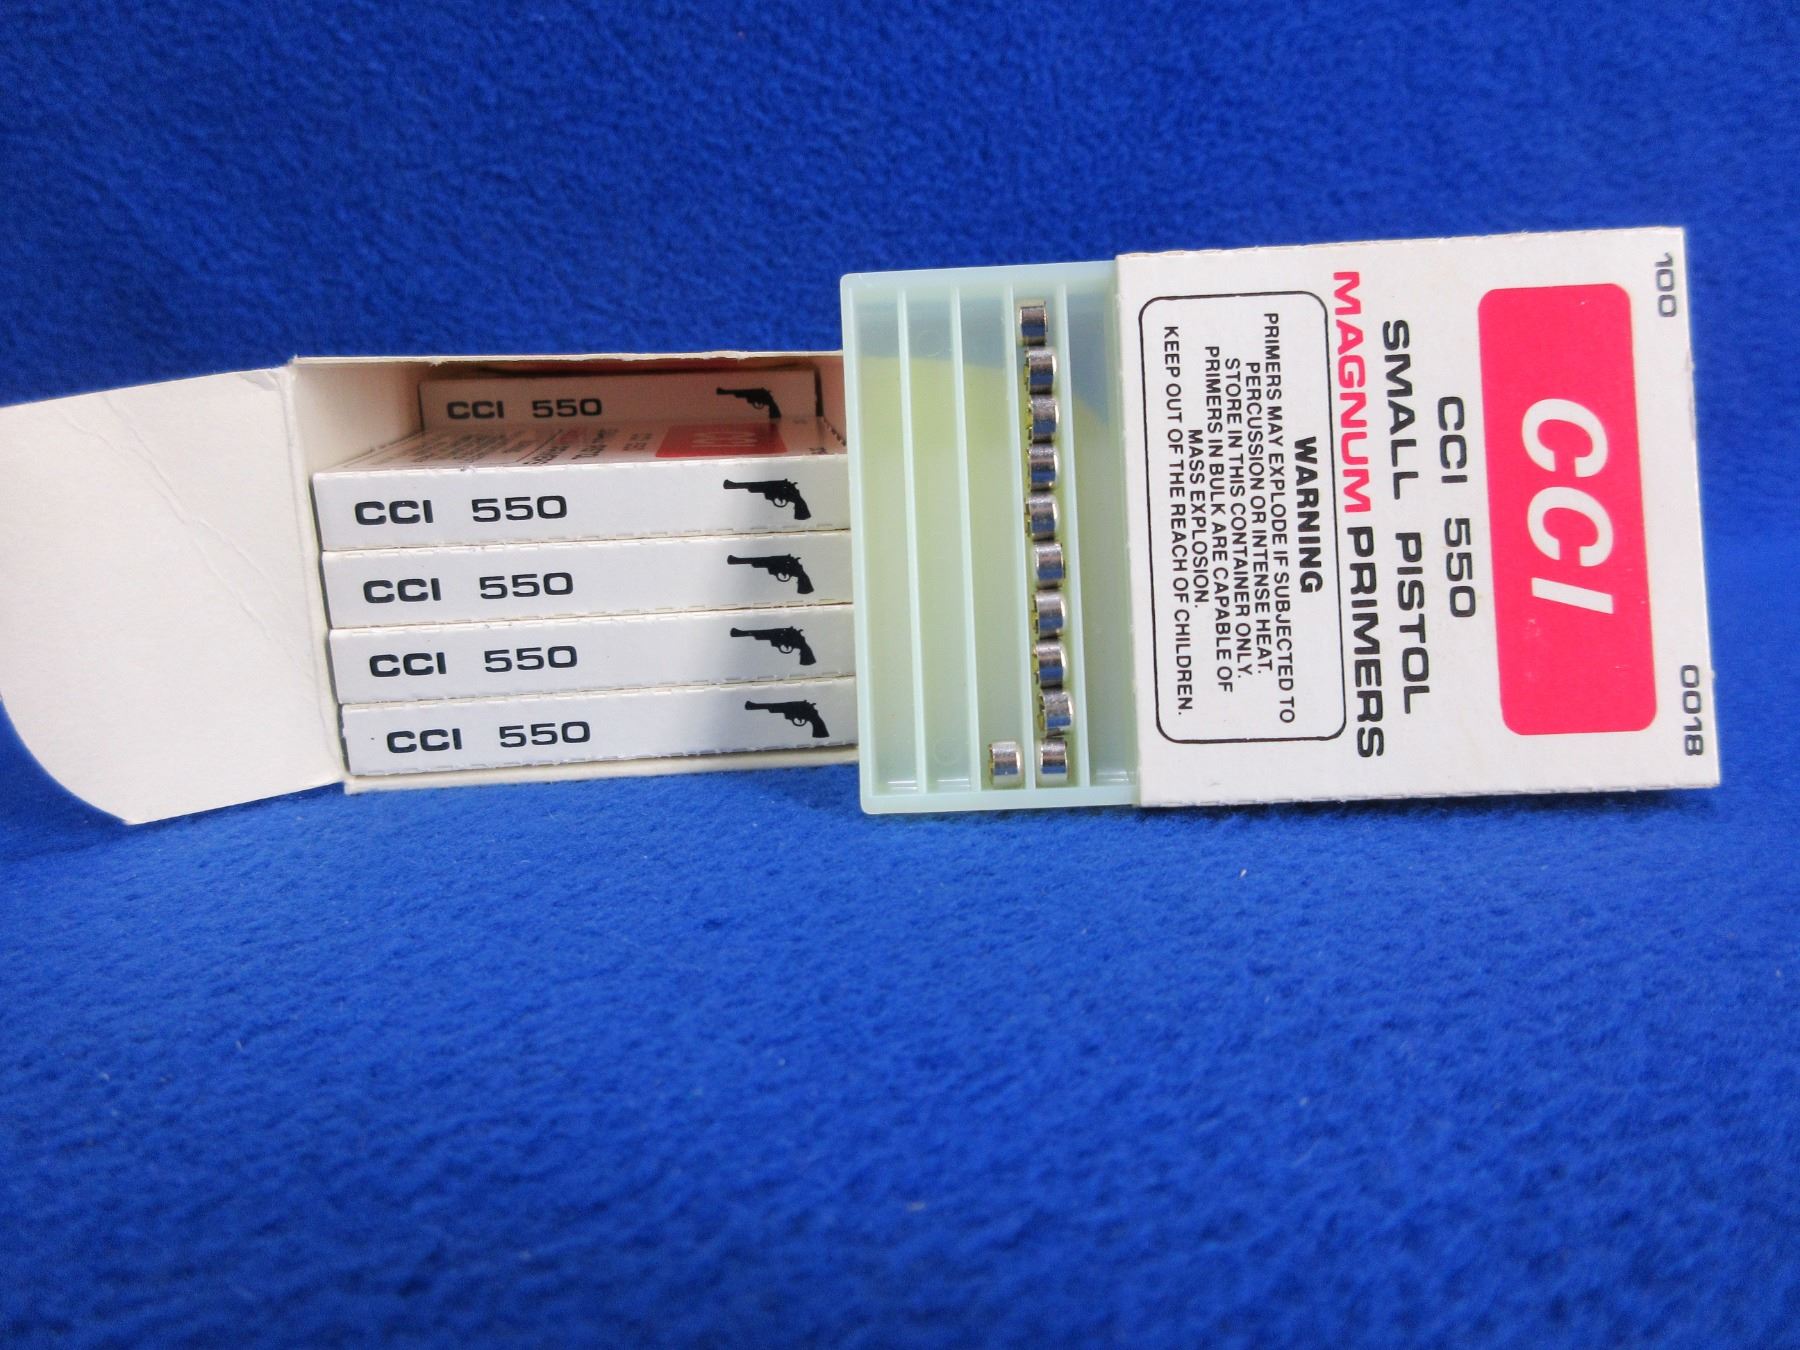 CCI 550
CCI 550
CCI 550
CCI 550
CCI 550
100
0018
CCI
CCI 550
SMALL PISTOL
MAGNUM PRIMERS
WARNING
PRIMERS MAY EXPLODE IF SUBJECTED TO
PERCUSSION OR INTENSE HEAT.
STORE IN THIS CONTAINER ONLY.
PRIMERS IN BULK ARE CAPABLE OF
MASS EXPLOSION.
KEEP OUT OF THE REACH OF CHILDREN.